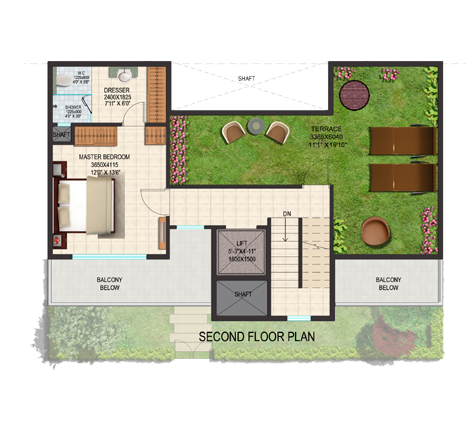 W.C
1225x900
4'0" X 3'0"
DRESSER
2400X1825
7'11" X 6'0"
SHOWER
1225x900
4'0" X 3'0"
SHAFT
SHAFT
MASTER BEDROOM
3650X4115
12'0" X 13'6"
TERRACE
11'1" X 19'10"
DN
LIFT
5'-3"X4'-11"
1600X1500
SHAFT
BALCONY
BELOW
BALCONY
BELOW
SECOND FLOOR PLAN